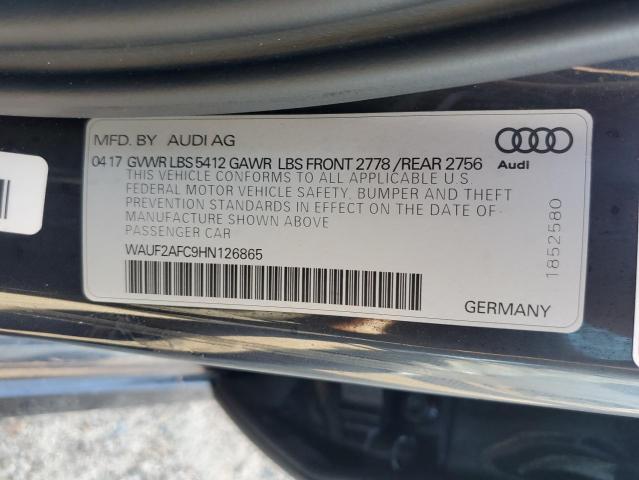 MFD. BY AUDI AG
0417 GVWR LBS 5412 GAWR LBS FRONT 2778 / REAR 2756
THIS VEHICLE CONFORMS TO ALL APPLICABLE U.S
FEDERAL MOTOR VEHICLE SAFETY, BUMPER AND THEFT
PREVENTION STANDARDS IN EFFECT ON THE DATE OF
MANUFACTURE SHOWN ABOVE
PASSENGER CAR
WAUF2AFC9HN126865
Audi
1852580
GERMANY